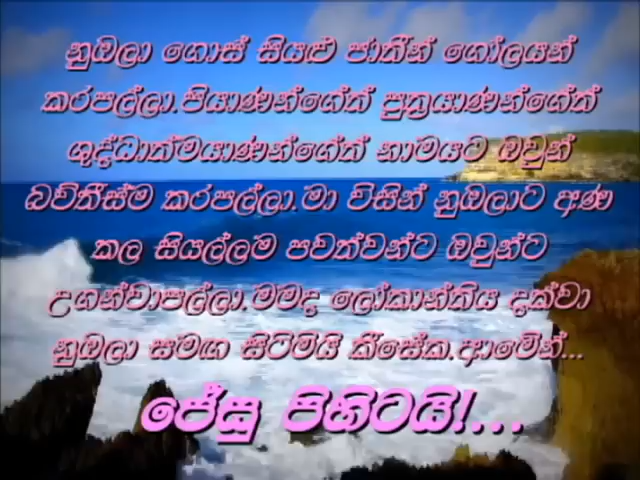 නුඹලා ගොස් සියළු ජාතීන් ගෝලයන්
කරපල්ලා.පියාණන්ගේත් පුත්‍රයාණන්ගේත්
ශුද්ධාත්මයාණන්ගේත් නාමයට ඔවුන්
බව්තීස්ම කරපල්ලා.මා විසින් නුඹලාට අණ
කල සියල්ලම පවත්වන්ට ඔවුන්ට
උගන්වාපල්ලා.මමද ලෝකාන්තිය දක්වා
නුඹලා සමඟ සිටිමියි කීසේක.ආමේන්...
ජේසු පිහිටයි!...